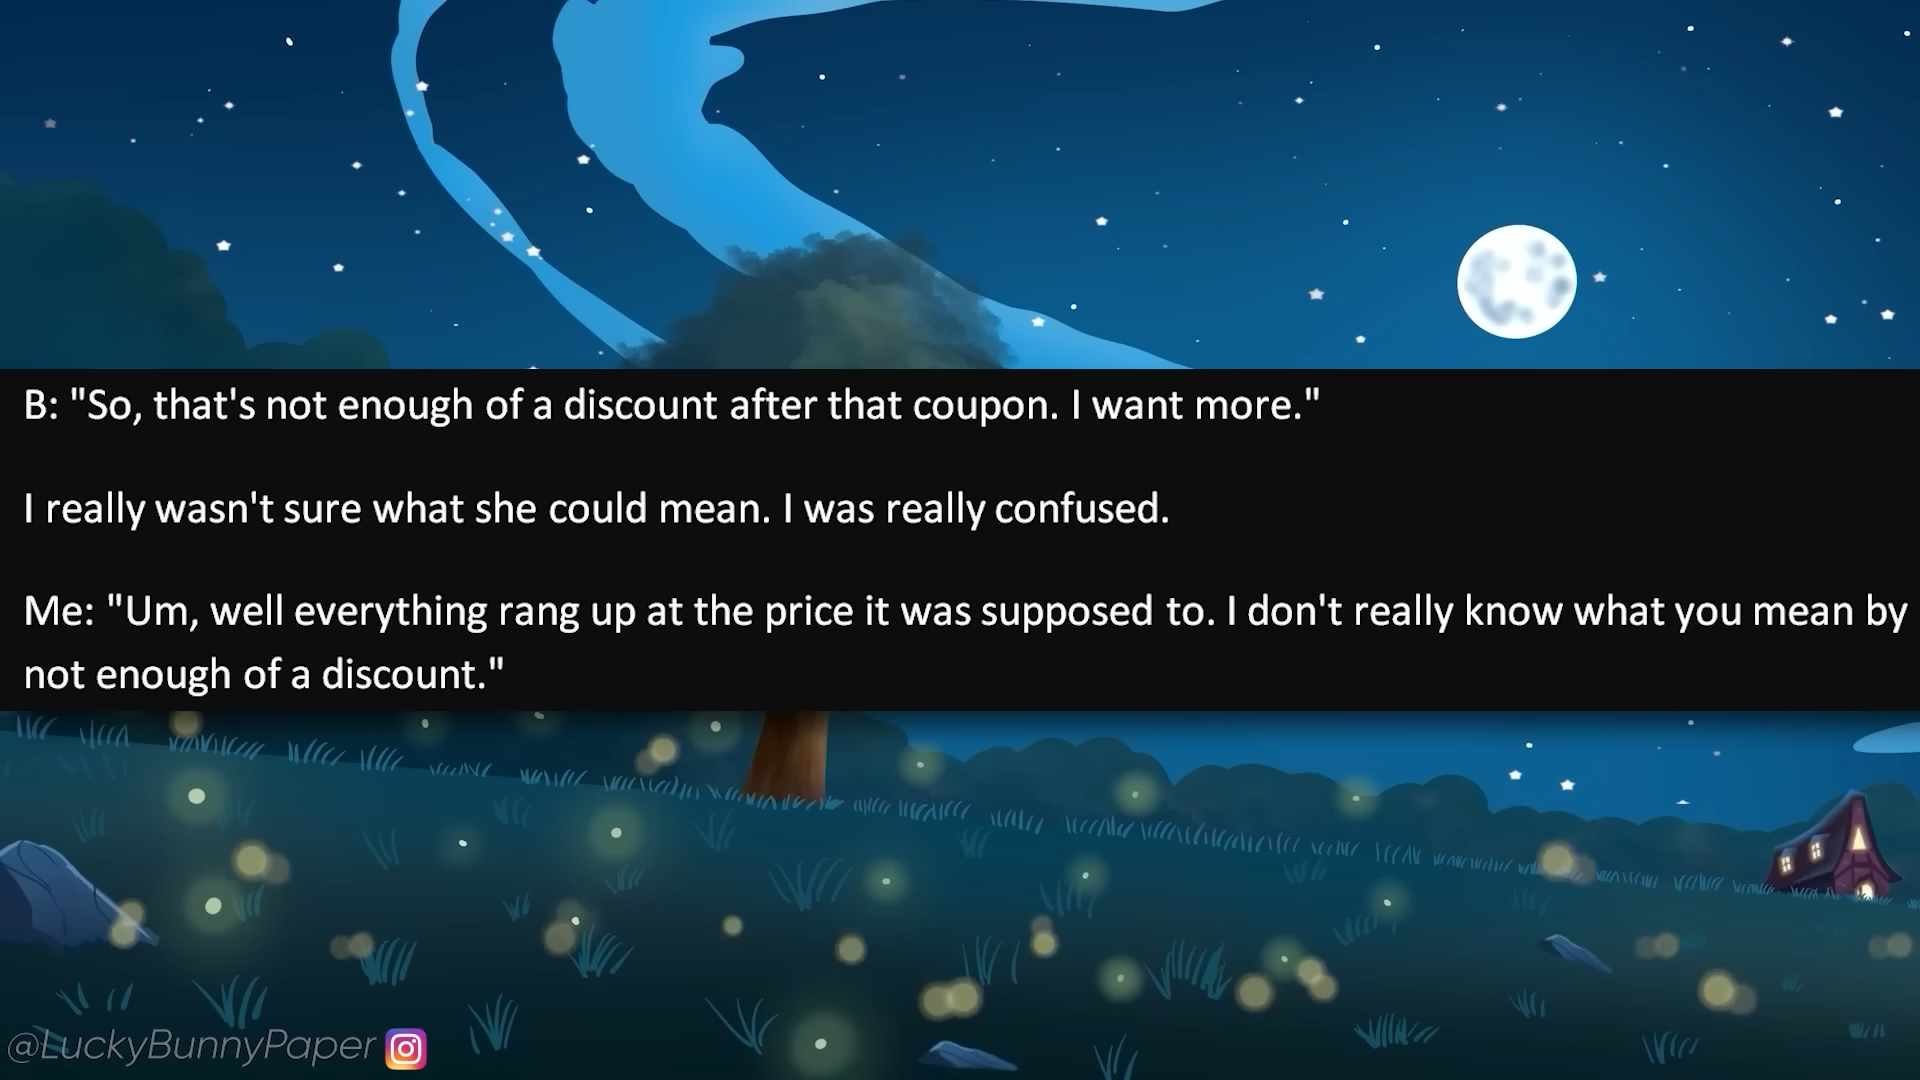 B: "So, that's not enough of a discount after that coupon. I want more."
I really wasn't sure what she could mean. I was really confused.
Me: "Um, well everything rang up at the price it was supposed to. I don't really know what you mean by
not enough of a discount."
@LuckyBunnyPaper